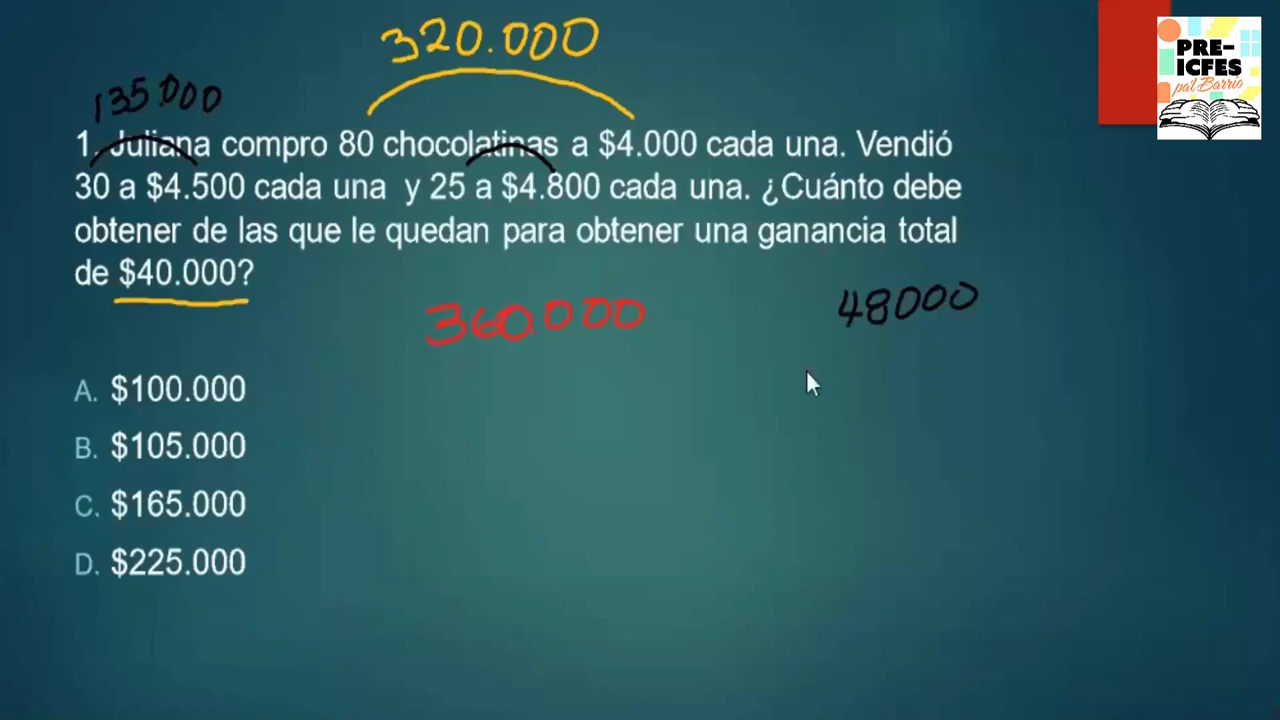 320.000
135.000
1. Juliana compro 80 chocolatinas a $4.000 cada una. Vendió
30 a $4.500 cada una y 25 a $4.800 cada una. ¿Cuánto debe
obtener de las que le quedan para obtener una ganancia total
de $40.000?
360.000
48000
A. $100.000
B. $105.000
C. $165.000
D. $225.000
PRE-
ICFES
pal Barrio